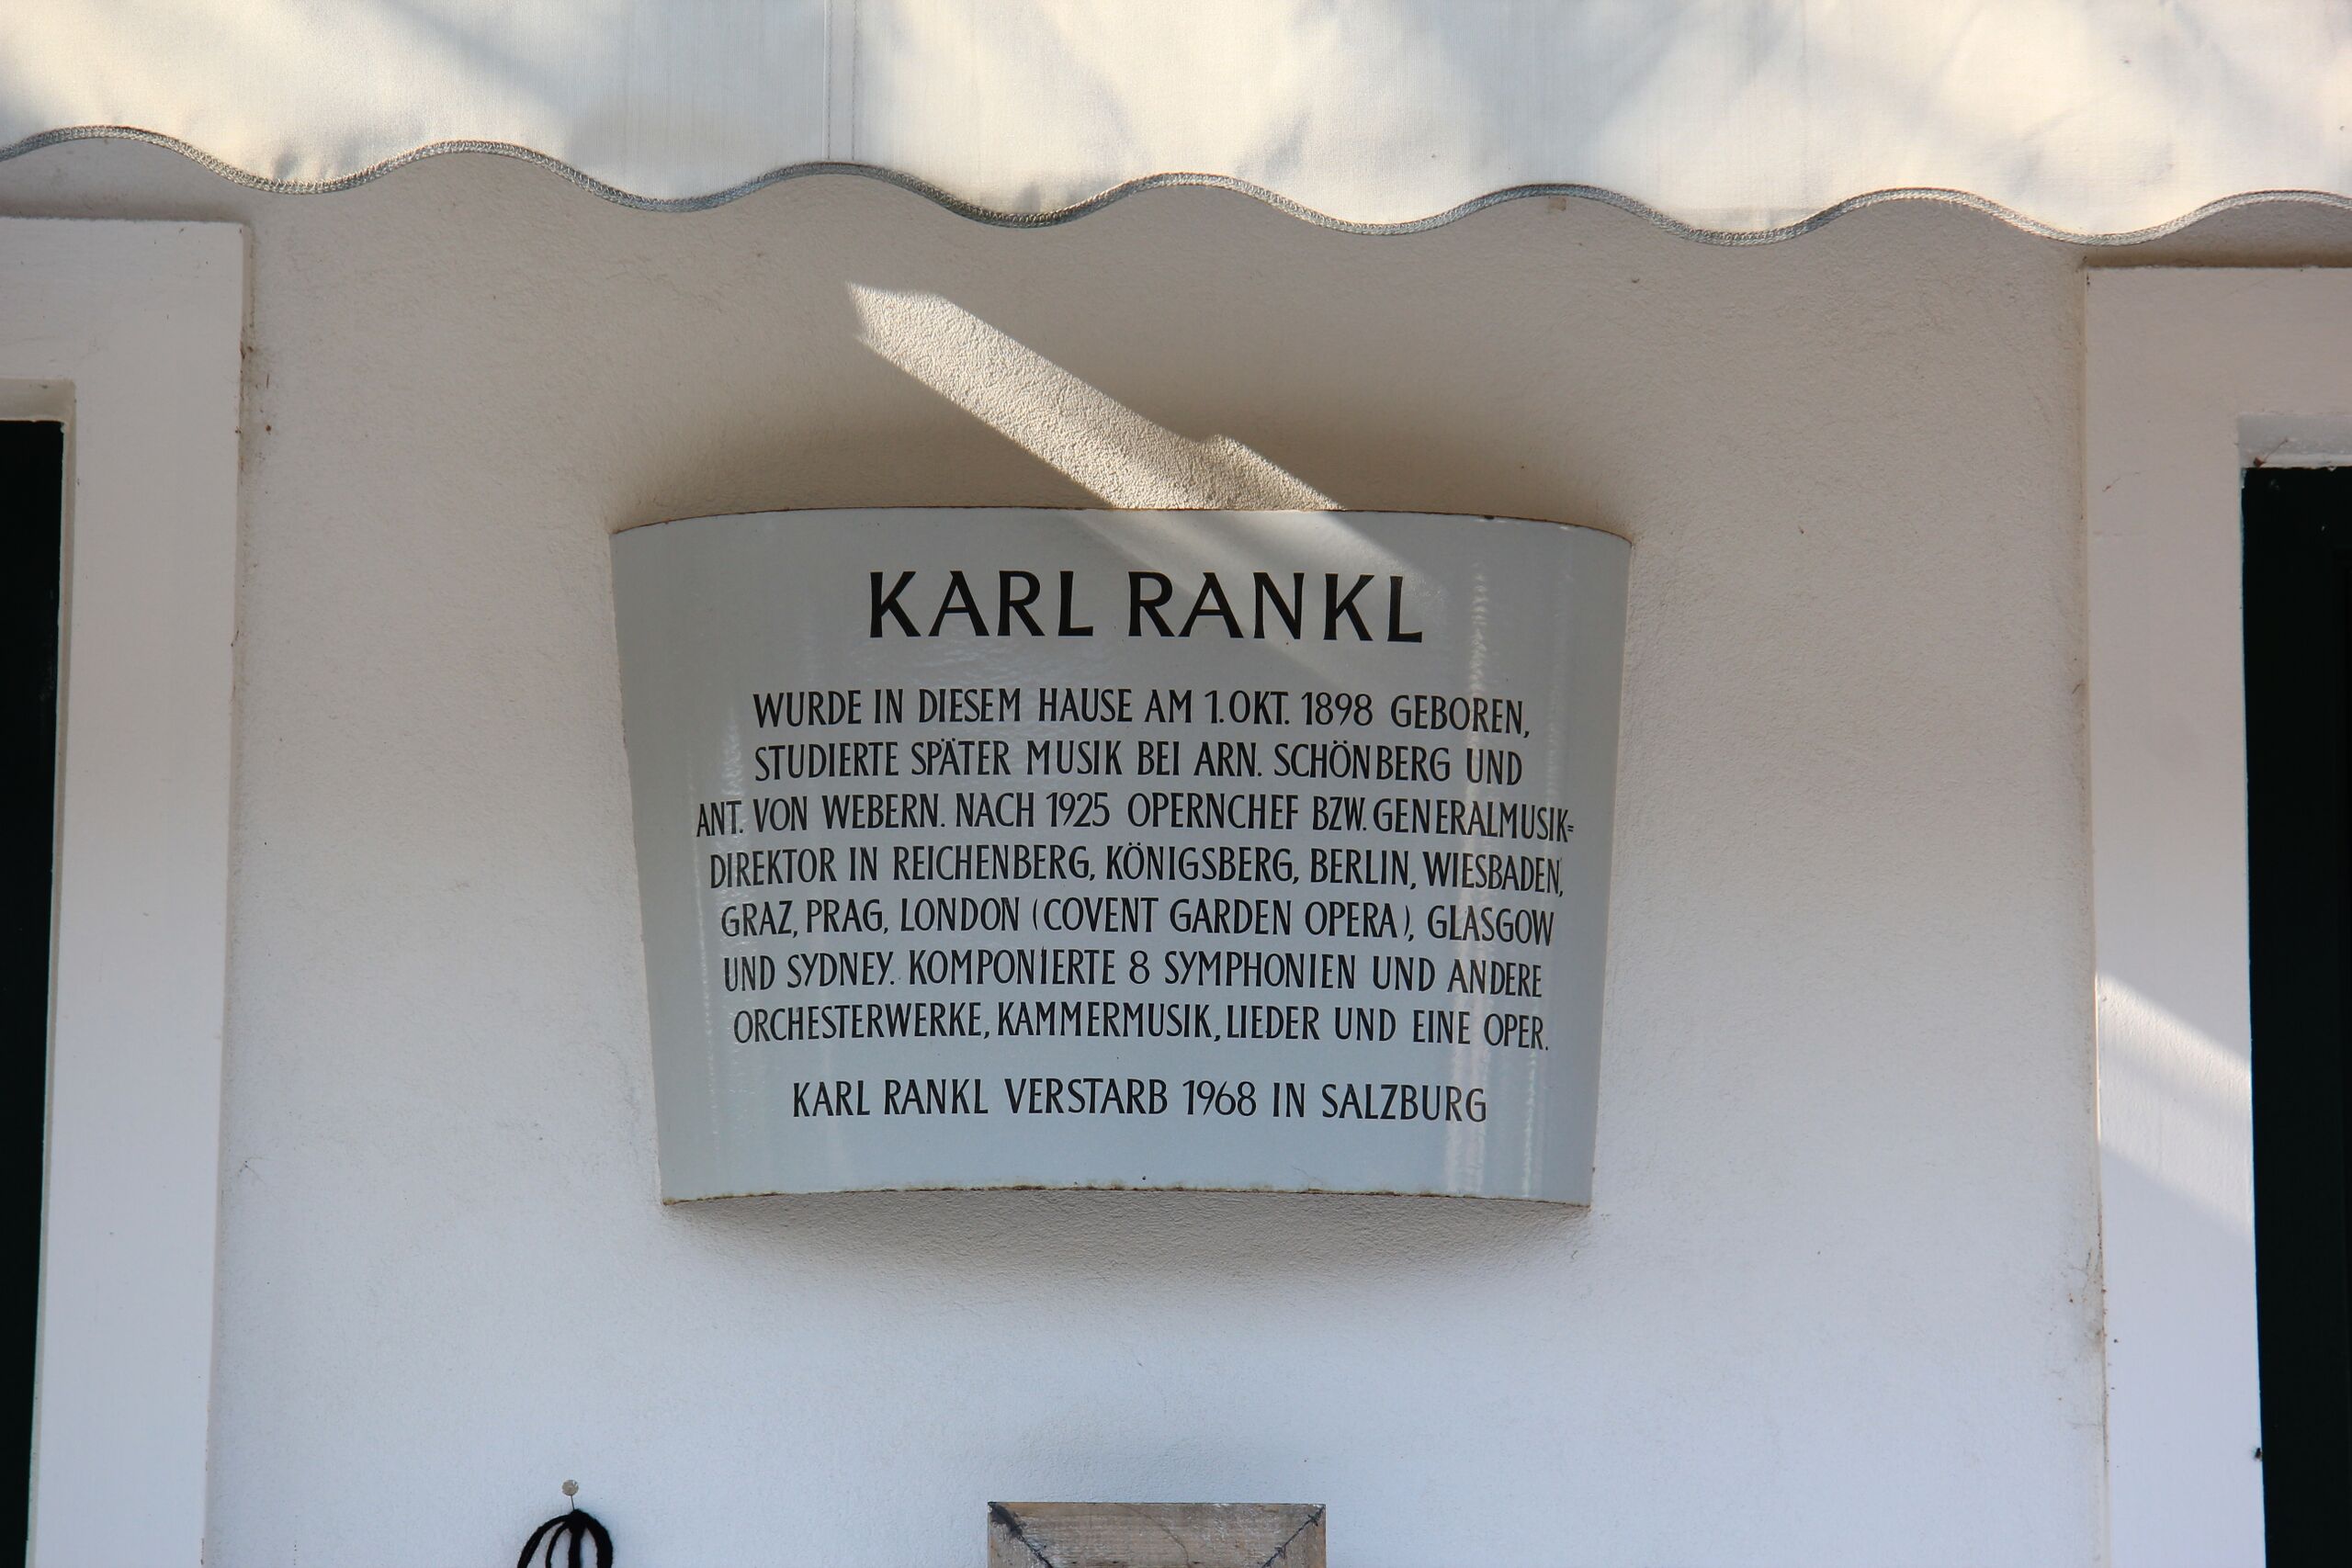 KARL RANKL
WURDE IN DIESEM HAUSE AM 1.OKT. 1898 GEBOREN,
STUDIERTE SPÄTER MUSIK BEI ARN. SCHÖNBERG UND
ANT. VON WEBERN. NACH 1925 OPERNCHEF BZW. GENERALMUSIK=
DIREKTOR IN REICHENBERG, KÖNIGSBERG, BERLIN, WIESBADEN,
GRAZ, PRAG, LONDON (COVENT GARDEN OPERA), GLASGOW
UND SYDNEY. KOMPONIERTE 8 SYMPHONIEN UND ANDERE
ORCHESTERWERKE, KAMMERMUSIK, LIEDER UND EINE OPER.
KARL RANKL VERSTARB 1968 IN SALZBURG